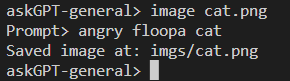 askGPT-general> image cat.png
Prompt> angry floopa cat
Saved image at: imgs/cat.png
askGPT-general>